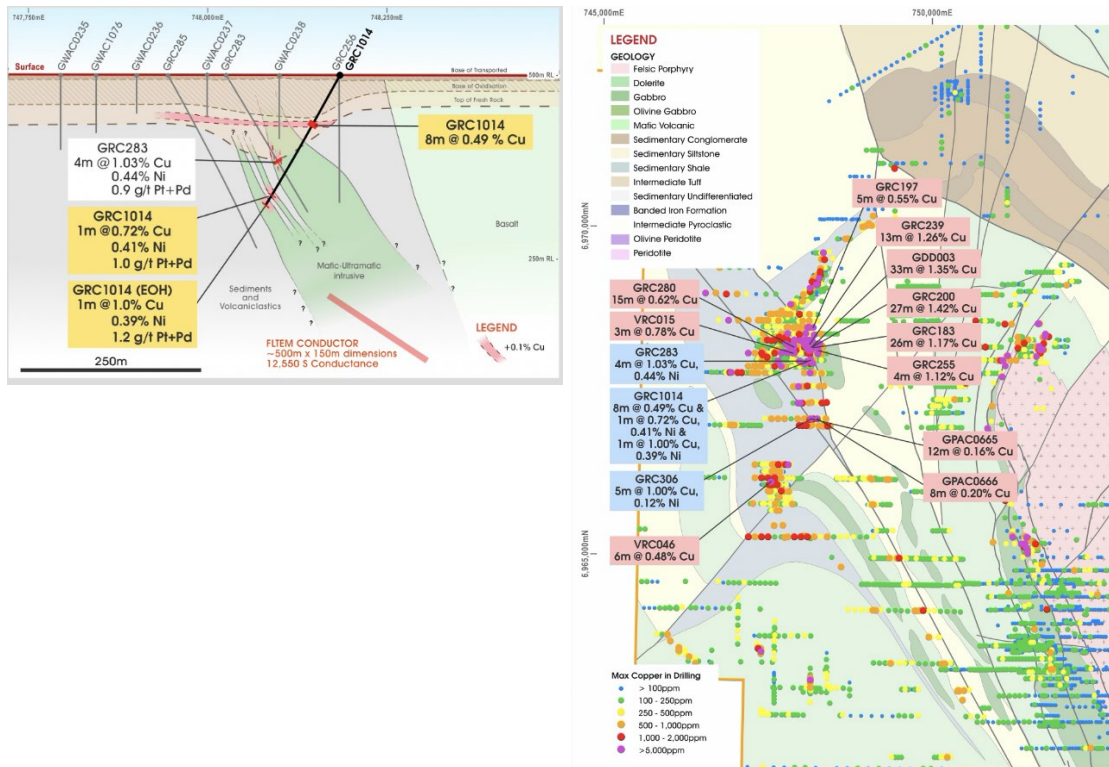 747,750mE
748,000mE
748,250mE
GWAC0235
GWAC1076
GWAC0236
GRC285
GWAC0237
GRC283
GWAC0238
GRC256
GRC1014
Surface
Base of Transported
500m RL
Base of Oxidisation
Top of Fresh Rock
GRC1014
8m @ 0.49 % Cu
GRC283
4m @ 1.03% Cu
0.44% Ni
0.9 g/t Pt+Pd
GRC1014
1m @ 0.72% Cu
0.41% Ni
1.0 g/t Pt+Pd
GRC1014 (EOH)
1m @ 1.0% Cu
0.39% Ni
1.2 g/t Pt+Pd
? ? ? ? ? ? ? ? ? ? ? ?
Basalt
250m RL
Mafic-Ultramafic
intrusive
Sediments
and
Volcaniclastics
FLTEM CONDUCTOR
~500m x 150m dimensions
12,550 S Conductance
LEGEND
+0.1% Cu
250m
745,000mE
750,000mE
LEGEND
GEOLOGY
Felsic Porphyry
Dolerite
Gabbro
Olivine Gabbro
Mafic Volcanic
Sedimentary Conglomerate
Sedimentary Siltstone
Sedimentary Shale
Intermediate Tuff
Sedimentary Undifferentiated
Banded Iron Formation
Intermediate Pyroclastic
Olivine Peridotite
Peridotite
6,970,000mN
6,965,000mN
GRC197
5m @ 0.55% Cu
GRC239
13m @ 1.26% Cu
GDD003
33m @ 1.35% Cu
GRC200
27m @ 1.42% Cu
GRC183
26m @ 1.17% Cu
GRC255
4m @ 1.12% Cu
GPAC0665
12m @ 0.16% Cu
GPAC0666
8m @ 0.20% Cu
GRC280
15m @ 0.62% Cu
VRC015
3m @ 0.78% Cu
GRC283
4m @ 1.03% Cu,
0.44% Ni
GRC1014
8m @ 0.49% Cu &
1m @ 0.72% Cu,
0.41% Ni &
1m @ 1.00% Cu,
0.39% Ni
GRC306
5m @ 1.00% Cu,
0.12% Ni
VRC046
6m @ 0.48% Cu
Max Copper in Drilling
> 100ppm
100 - 250ppm
250 - 500ppm
500 - 1,000ppm
1,000 - 2,000ppm
>5,000ppm